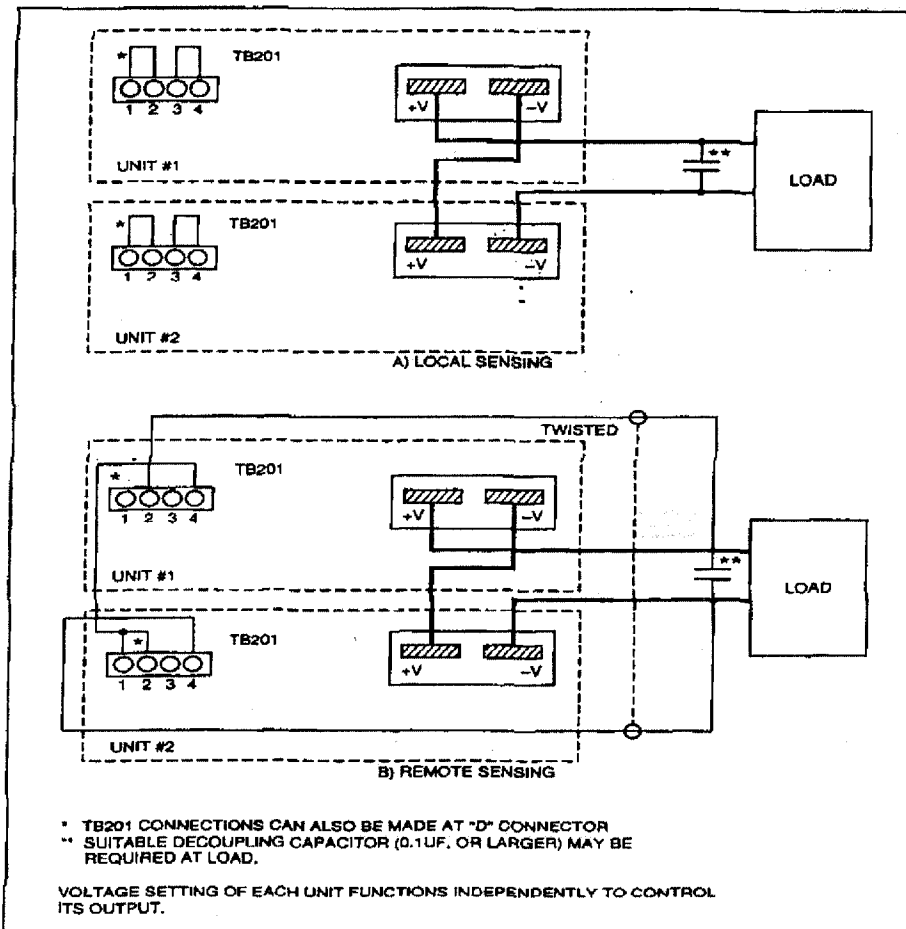 * TB201
1 2 3 4
+V -V
**
UNIT #1
LOAD
* TB201
1 2 3 4
+V -V
UNIT #2
A) LOCAL SENSING
TWISTED
* TB201
1 2 3 4
+V -V
**
UNIT #1
LOAD
* TB201
1 2 3 4
+V -V
UNIT #2
B) REMOTE SENSING
* TB201 CONNECTIONS CAN ALSO BE MADE AT "D" CONNECTOR
** SUITABLE DECOUPLING CAPACITOR (0.1UF, OR LARGER) MAY BE
REQUIRED AT LOAD.
VOLTAGE SETTING OF EACH UNIT FUNCTIONS INDEPENDENTLY TO CONTROL
ITS OUTPUT.